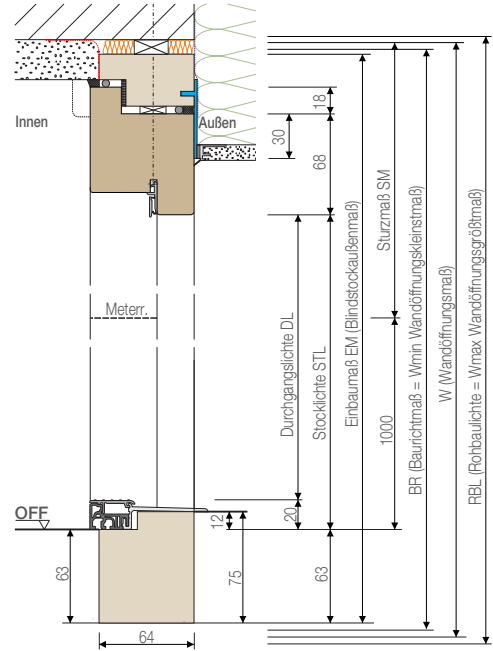 Innen
Außen
18
30
68
Meterr.
Durchgangslichte DL
Stocklichte STL
Einbaumaß EM (Blindstockaußenmaß)
Sturzmaß SM
1000
BR (Baurichtmaß = Wmin Wandöffnungskleinstmaß)
W (Wandöffnungsmaß)
RBL (Rohbaulichte = Wmax Wandöffnungsgrößtmaß)
OFF
12
20
63
75
63
64